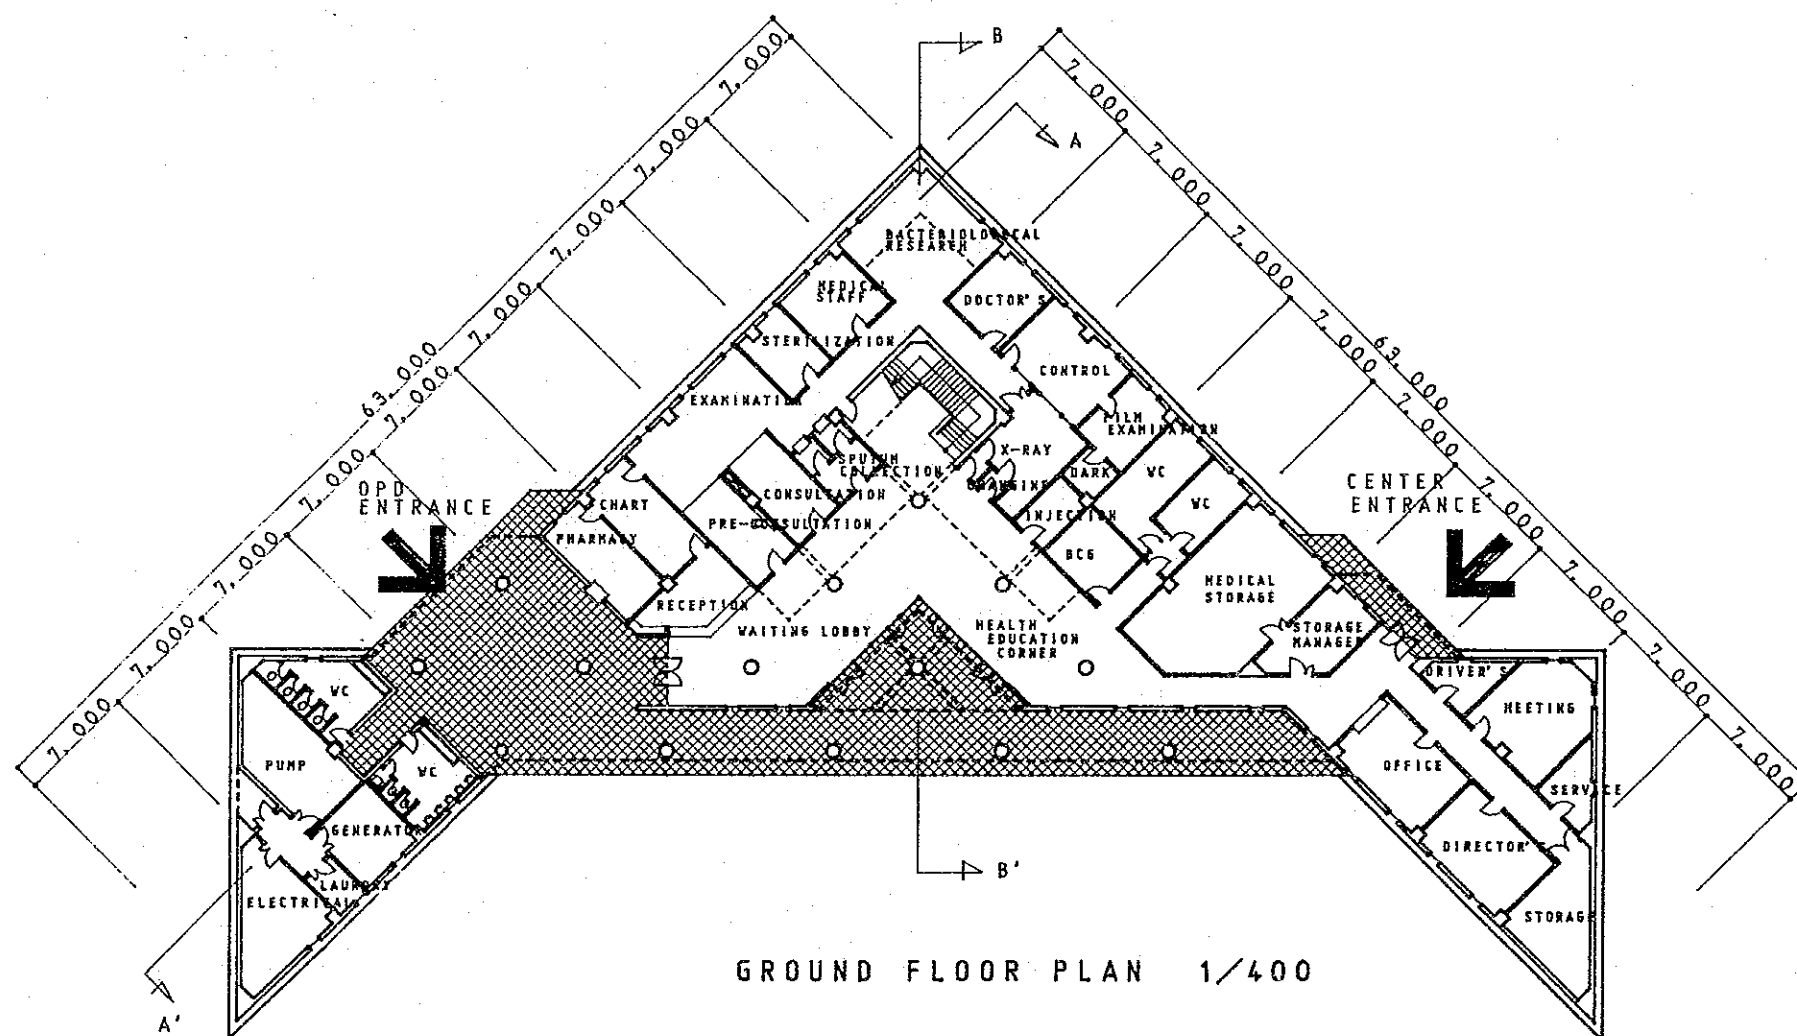 B
A
7,000
7,000
7,000
7,000
7,000
7,000
7,000
7,000
7,000
63,000
7,000
7,000
7,000
7,000
7,000
7,000
7,000
7,000
7,000
63,000
BACTERIOLOGICAL
RESEARCH
MEDICAL
STAFF
DOCTOR'S
STERILIZATION
CONTROL
EXAMINATION
FILM
EXAMINATION
SPUTUM
COLLECTION
X-RAY
DARK
WC
CHANGING
CONSULTATION
OPD
ENTRANCE
CENTER
ENTRANCE
CHART
PRE-CONSULTATION
INJECTION
WC
PHARMACY
BCG
MEDICAL
STORAGE
RECEPTION
WAITING LOBBY
HEALTH
EDUCATION
CORNER
STORAGE
MANAGER
DRIVER'S
WC
MEETING
PUMP
WC
OFFICE
SERVICE
GENERATOR
DIRECTOR'S
LAUNDRY
ELECTRICAL
STORAGE
B'
A'
GROUND FLOOR PLAN 1/400